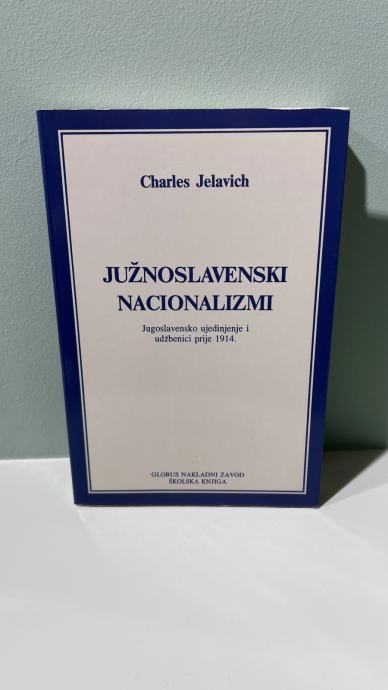 Charles Jelavich
JUŽNOSLAVENSKI
NACIONALIZMI
Jugoslavensko ujedinjenje i
udžbenici prije 1914.
GLOBUS NAKLADNI ZAVOD
ŠKOLSKA KNJIGA